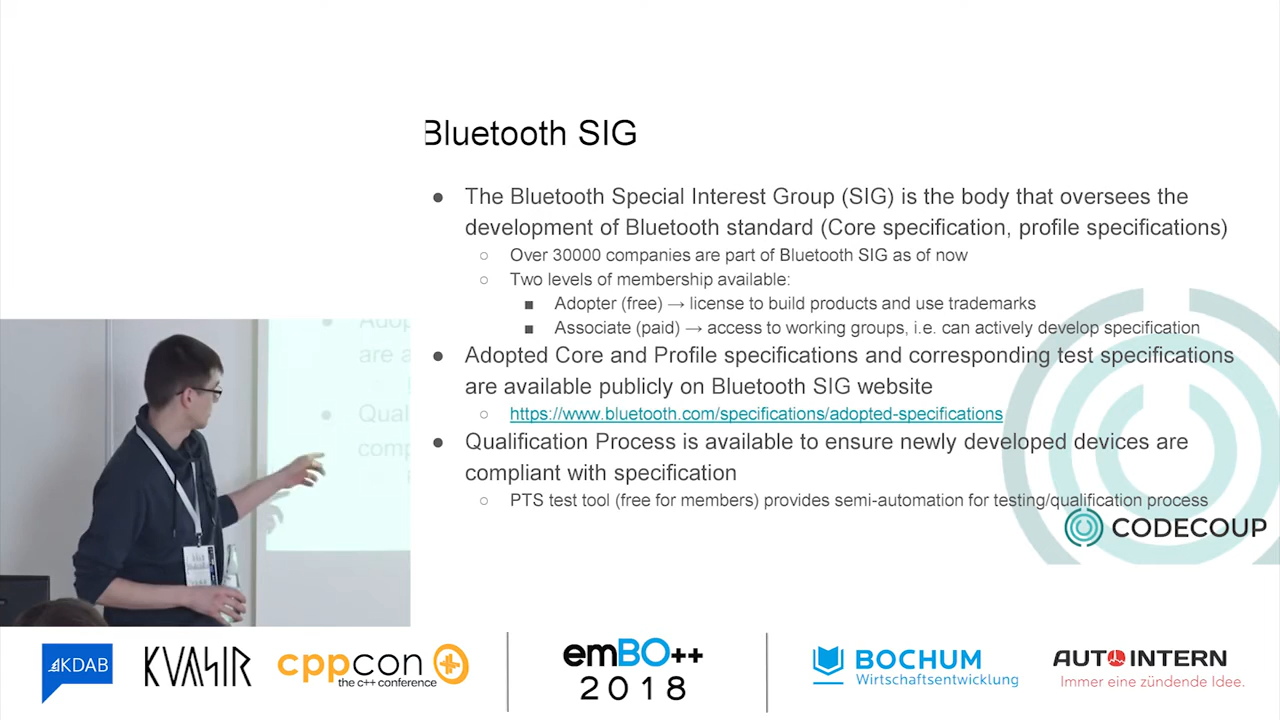 Bluetooth SIG
● The Bluetooth Special Interest Group (SIG) is the body that oversees the
development of Bluetooth standard (Core specification, profile specifications)
○ Over 30000 companies are part of Bluetooth SIG as of now
○ Two levels of membership available:
■ Adopter (free) → license to build products and use trademarks
■ Associate (paid) → access to working groups, i.e. can actively develop specification
● Adopted Core and Profile specifications and corresponding test specifications
are available publicly on Bluetooth SIG website
○ https://www.bluetooth.com/specifications/adopted-specifications
● Qualification Process is available to ensure newly developed devices are
compliant with specification
○ PTS test tool (free for members) provides semi-automation for testing/qualification process
CODECOUP
Adop
are a
Qual
comp
KDAB
KVASIR
cppcon
the c++ conference
emBO++
2018
BOCHUM
Wirtschaftsentwicklung
AUTOINTERN
Immer eine zündende Idee.